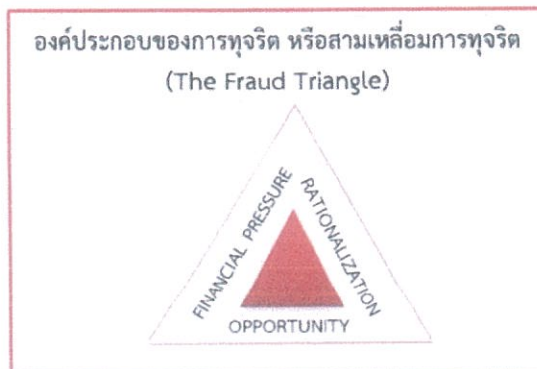 องค์ประกอบของการทุจริต หรือสามเหลี่ยมการทุจริต
(The Fraud Triangle)
FINANCIAL PRESSURE
RATIONALIZATION
OPPORTUNITY